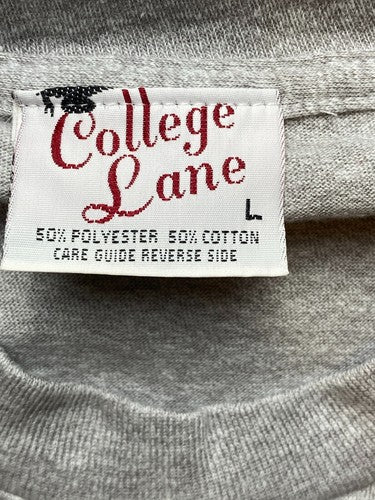 College
Lane
L
50% POLYESTER 50% COTTON
CARE GUIDE REVERSE SIDE